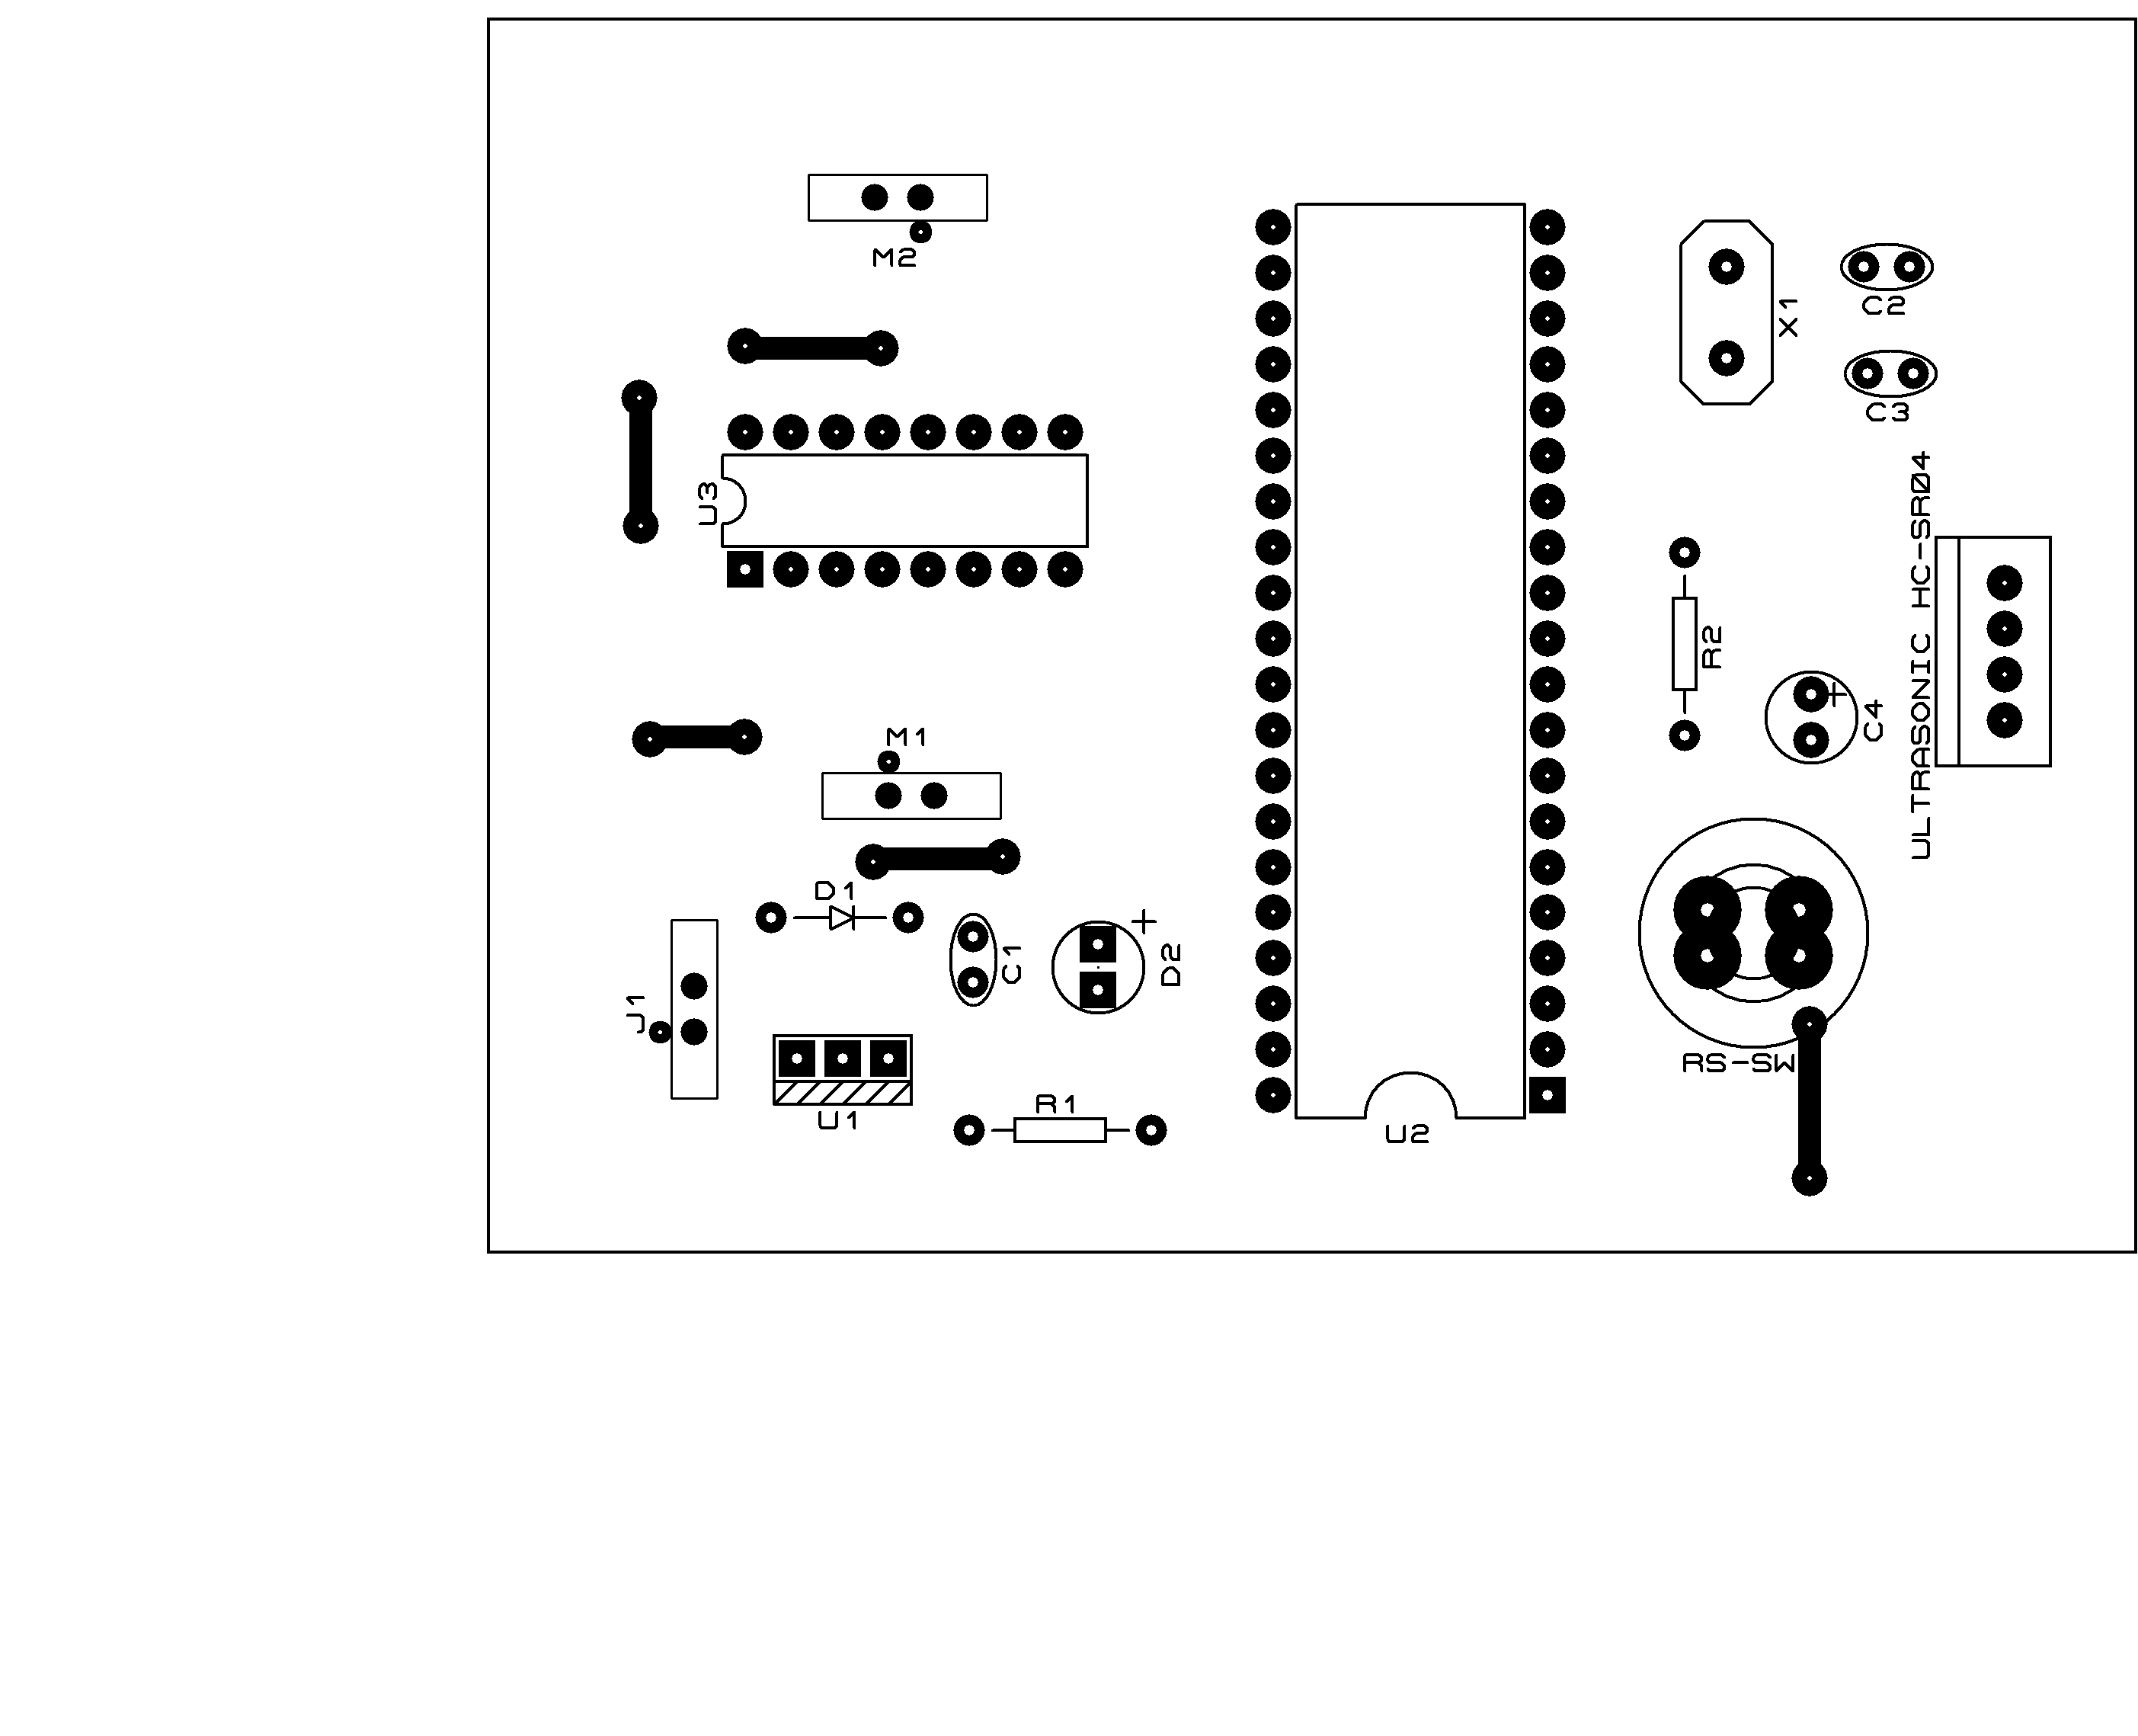 M2
X1
C2
C3
U3
ULTRASONIC HC-SR04
R2
C4
M1
D1
C1
D2
J1
RS-SW
R1
U1
U2